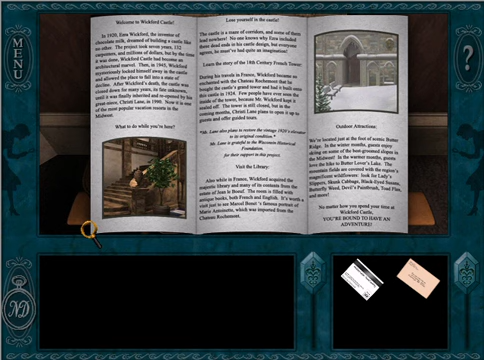 MENU
?
Welcome to Wickford Castle!
In 1920, Ezra Wickford, the inventor of
chocolate milk, dreamed of building a castle like
no other. The project took seven years, 112
carpenters, and millions of dollars, but by the time
it was done, Wickford Castle had become an
architectural marvel. Then, in 1945, Wickford
mysteriously locked himself away in the castle
and allowed the place to fall into a state of
decline. After Wickford's death, the castle was
closed down for many years, its fate unknown,
until it was finally inherited and re-opened by his
great-niece, Christi Lane, in 1990. Now it is one
of the most popular vacation resorts in the
Midwest.
What to do while you're here!
Lose yourself in the castle!
The castle is a maze of corridors, and some of them
lead nowhere! No one knows why Ezra included
these dead ends in his castle design, but everyone
agrees, he must've had quite an imagination!
Learn the story of the 18th Century French Tower!
During his travels in France, Wickford became so
enchanted with the Chateau Rochemont that he
bought the castle's grand tower and had it built onto
this castle in 1924. Few people have ever seen the
inside of the tower, because Mr. Wickford kept it
sealed off. The tower is still closed, but in the
coming months, Christi Lane plans to open it up to
guests and offer guided tours.
*Ms. Lane also plans to restore the vintage 1920's elevator
to its original condition.*
Ms. Lane is grateful to the Wisconsin Historical
Foundation
for their support in this project.
Visit the Library:
Also while in France, Wickford acquired the
majestic library and many of its contents from the
estate of Jean le Boeuf. The room is filled with
antique books, both French and English. It's worth a
visit just to see Marcel Benet's famous portrait of
Marie Antoinette, which was imported from the
Chateau Rochemont.
Outdoor Attractions:
We're located just at the foot of scenic Butter
Ridge. In the winter months, guests enjoy
skiing on some of the best-groomed slopes in
the Midwest! In the warmer months, guests
love the hike to Butter Lover's Lake. The
mountain fields are covered with the region's
magnificent wildflowers: look for Lady's
Slippers, Skunk Cabbage, Black-Eyed Susans,
Butterfly Weed, Devil's Paintbrush, Toad Flax,
and more!
No matter how you spend your time at
Wickford Castle,
YOU'RE BOUND TO HAVE AN
ADVENTURE!
ND